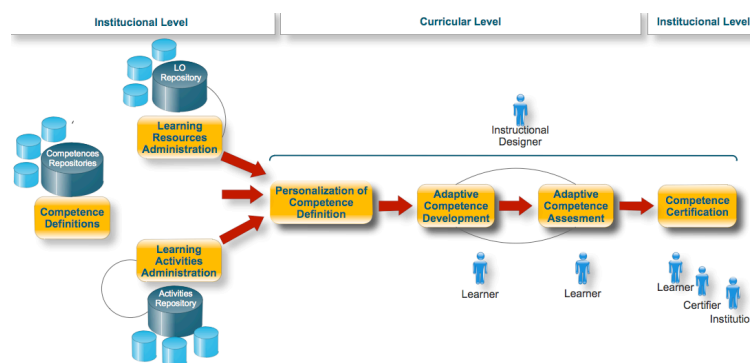 Institucional Level
Curricular Level
Institucional Level
LO
Repository
Learning
Resources
Administration
Competences
Repositories
Competence
Definitions
Learning
Activities
Administration
Activities
Repository
Instructional
Designer
Personalization of
Competence
Definition
Adaptive
Competence
Development
Adaptive
Competence
Assesment
Competence
Certification
Learner
Learner
Learner
Certifier
Institutio